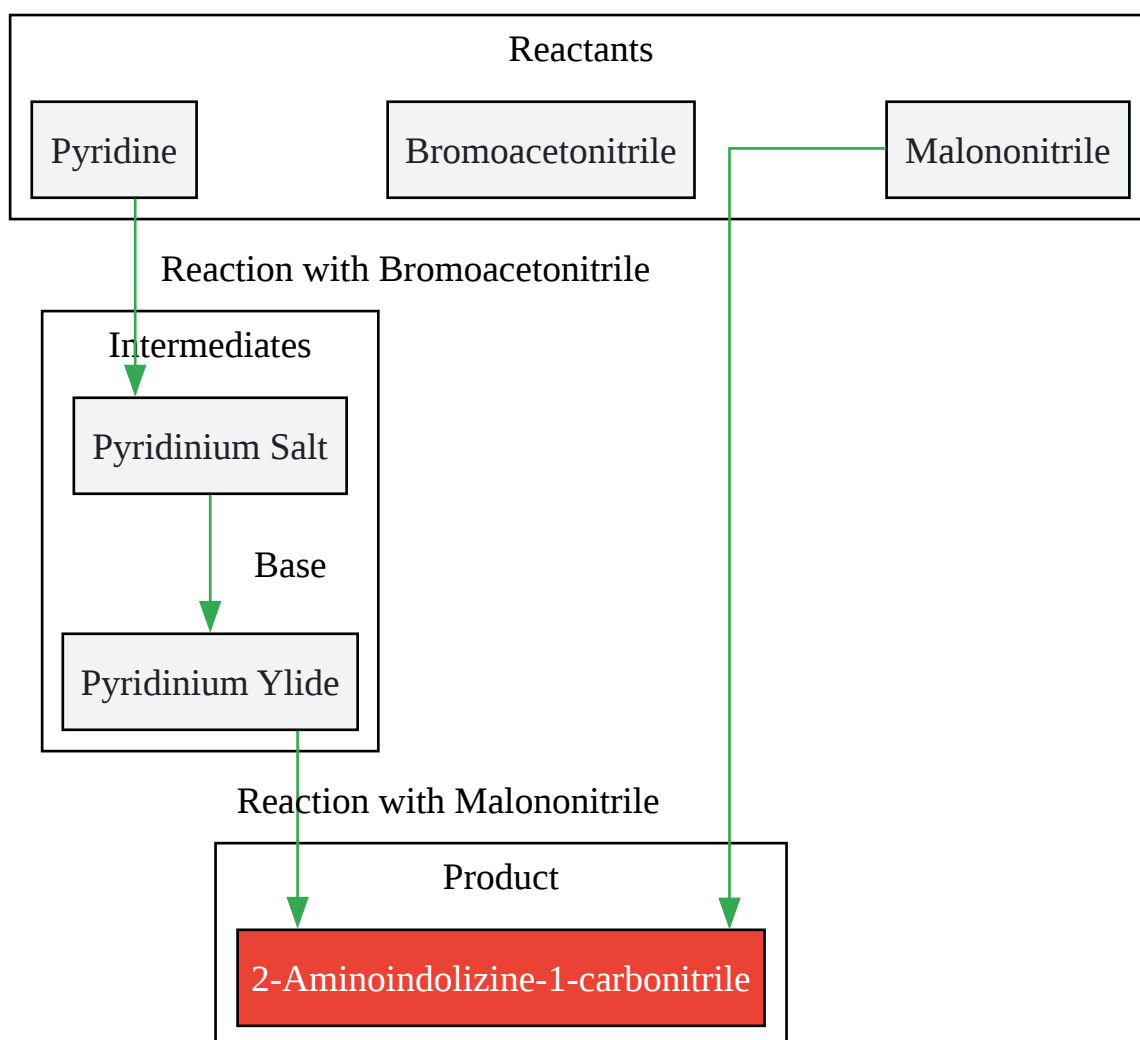 Reactants
Pyridine
Bromoacetonitrile
Malononitrile
Reaction with Bromoacetonitrile
Intermediates
Pyridinium Salt
Base
Pyridinium Ylide
Reaction with Malononitrile
Product
2-Aminoindolizine-1-carbonitrile